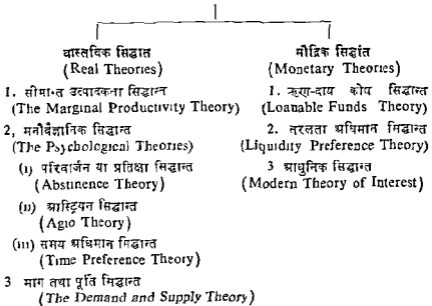 वास्तविक सिद्धात
(Real Theories)
1. सीमान्त उत्पादकता सिद्धान्त
(The Marginal Productivity Theory)
2, मनोवैज्ञानिक सिद्धान्त
(The Psychological Theories)
(i) परिवार्जन या प्रतिक्षा सिद्धान्त
(Abstinence Theory)
(ii) आस्ट्रियन सिद्धान्त
(Agio Theory)
(iii) समय अधिमान सिद्धान्त
(Time Preference Theory)
3 माग तथा पूर्ति सिद्धान्त
(The Demand and Supply Theory)
मौद्रिक सिद्धांत
(Monetary Theories)
1. ऋण-दाय कोष सिद्धान्त
(Loanable Funds Theory)
2. तरलता अधिमान सिद्धान्त
(Liquidity Preference Theory)
3 आधुनिक सिद्धान्त
(Modern Theory of Interest)